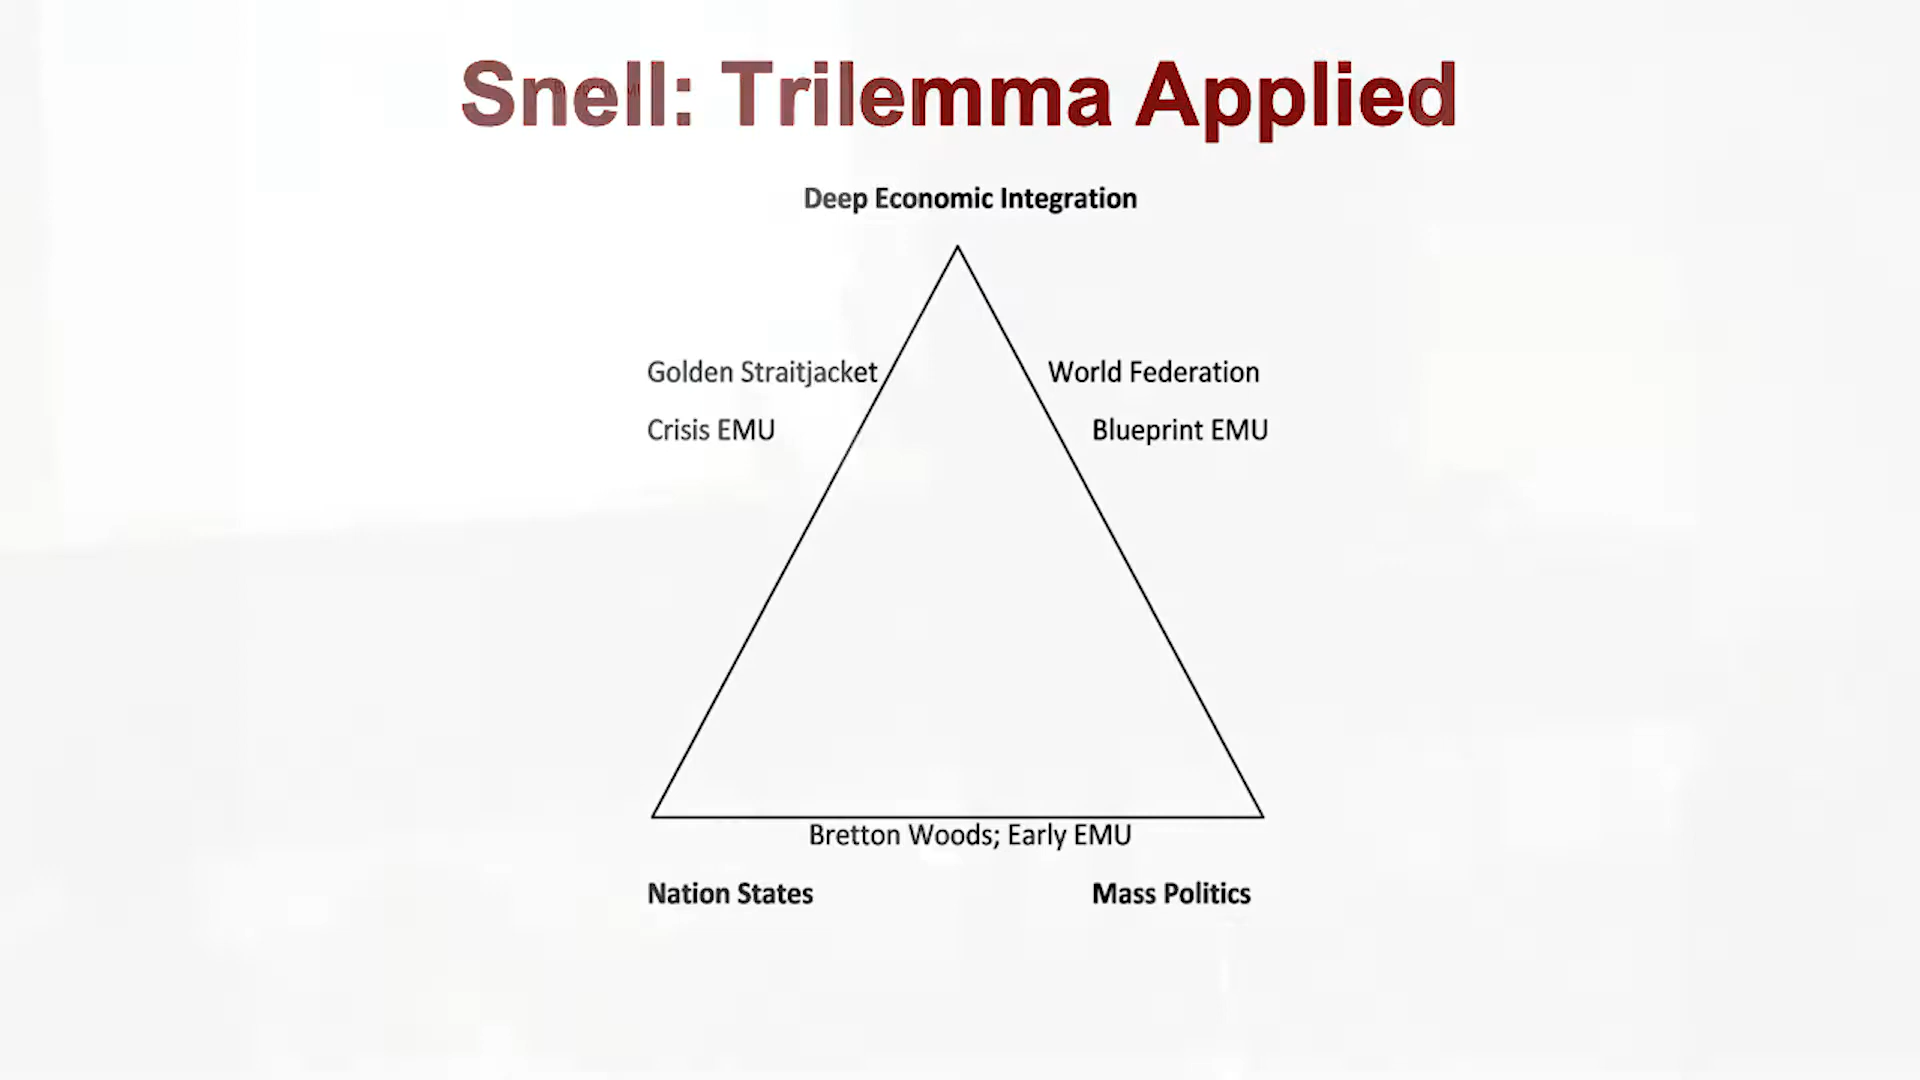 Snell: Trilemma Applied
Deep Economic Integration
Golden Straitjacket
World Federation
Crisis EMU
Blueprint EMU
Bretton Woods; Early EMU
Nation States
Mass Politics